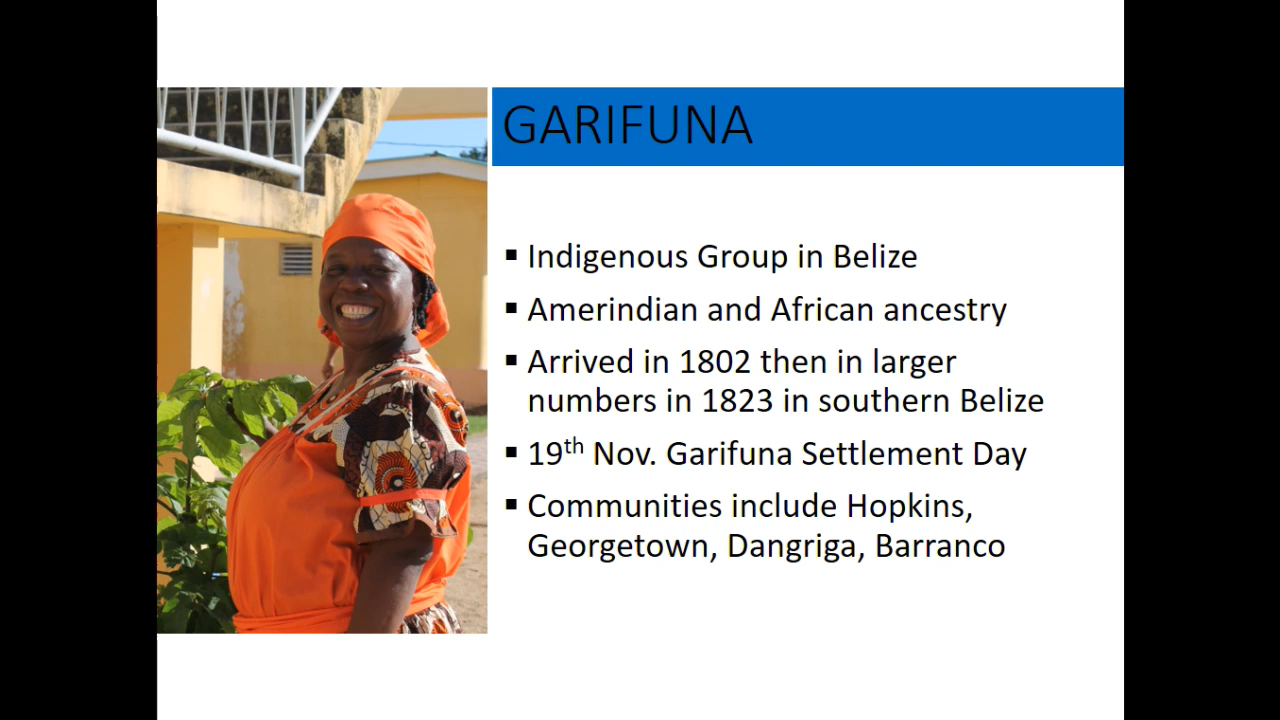 GARIFUNA
▪ Indigenous Group in Belize
▪ Amerindian and African ancestry
▪ Arrived in 1802 then in larger
numbers in 1823 in southern Belize
▪ 19th Nov. Garifuna Settlement Day
▪ Communities include Hopkins,
Georgetown, Dangriga, Barranco